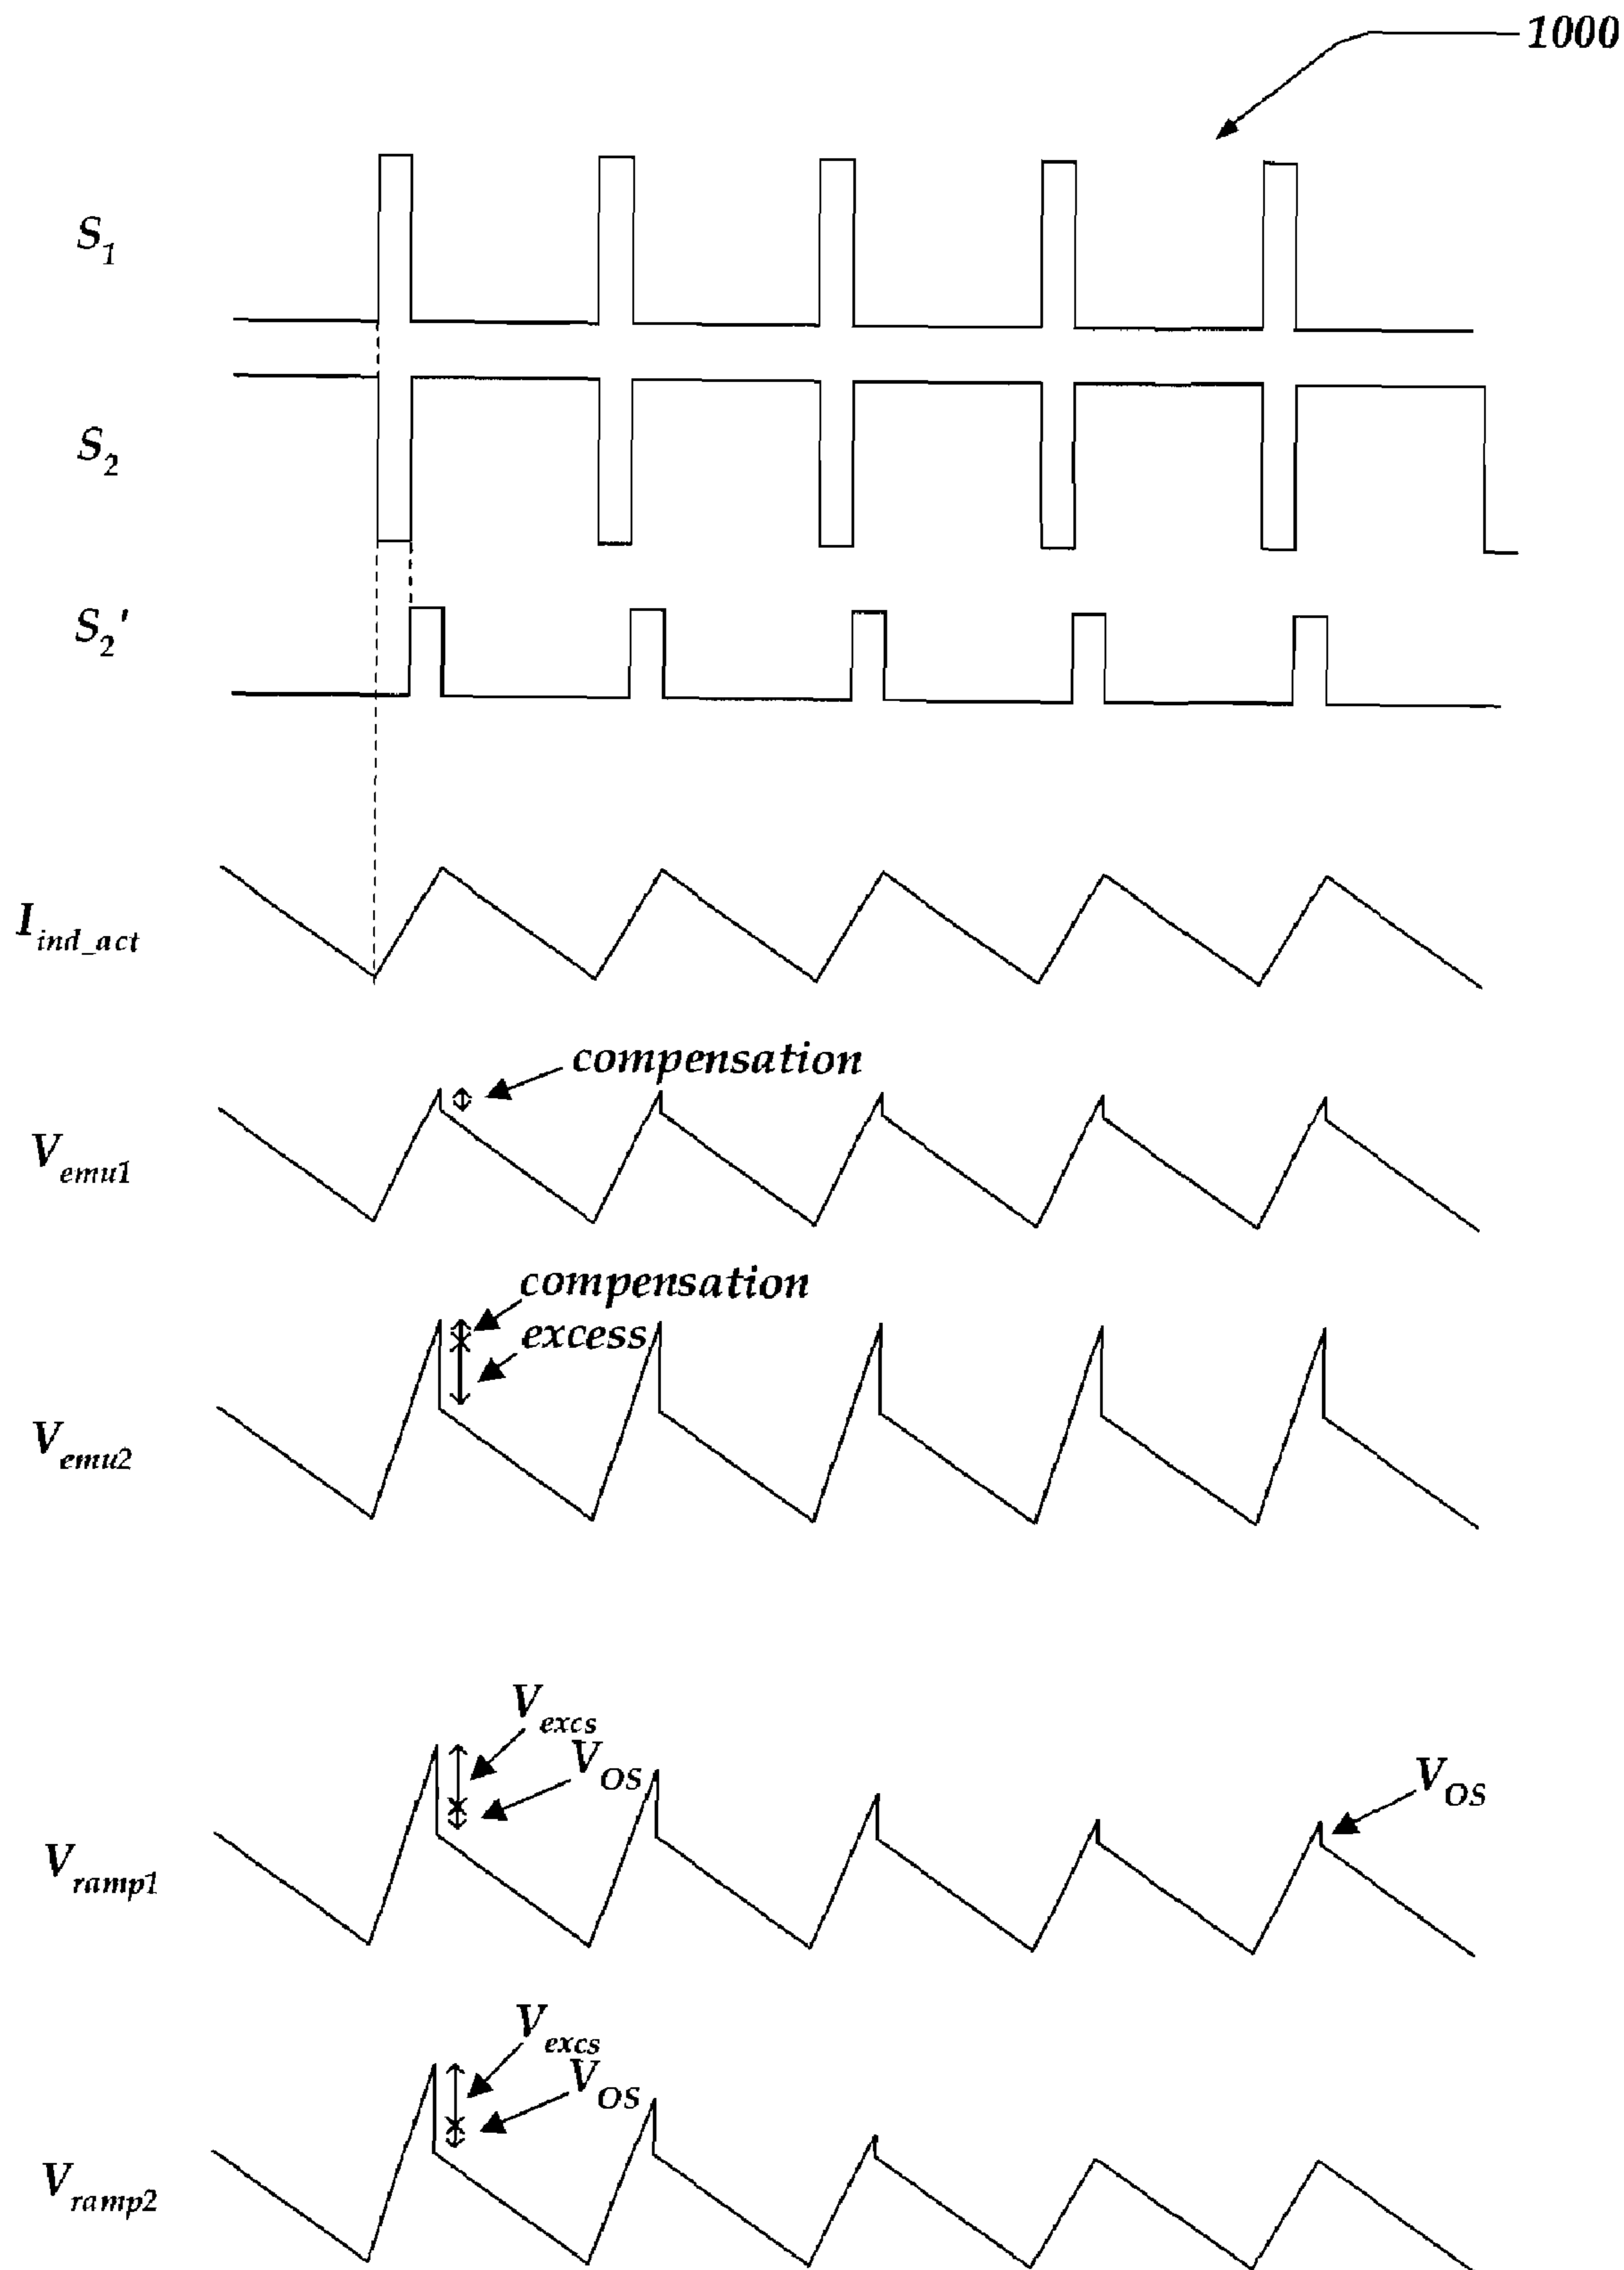 1000
S1
S2
S2'
Iind_act
compensation
Vemu1
compensation
excess
Vemu2
Vexcs
VOS
VOS
Vramp1
Vexcs
VOS
Vramp2